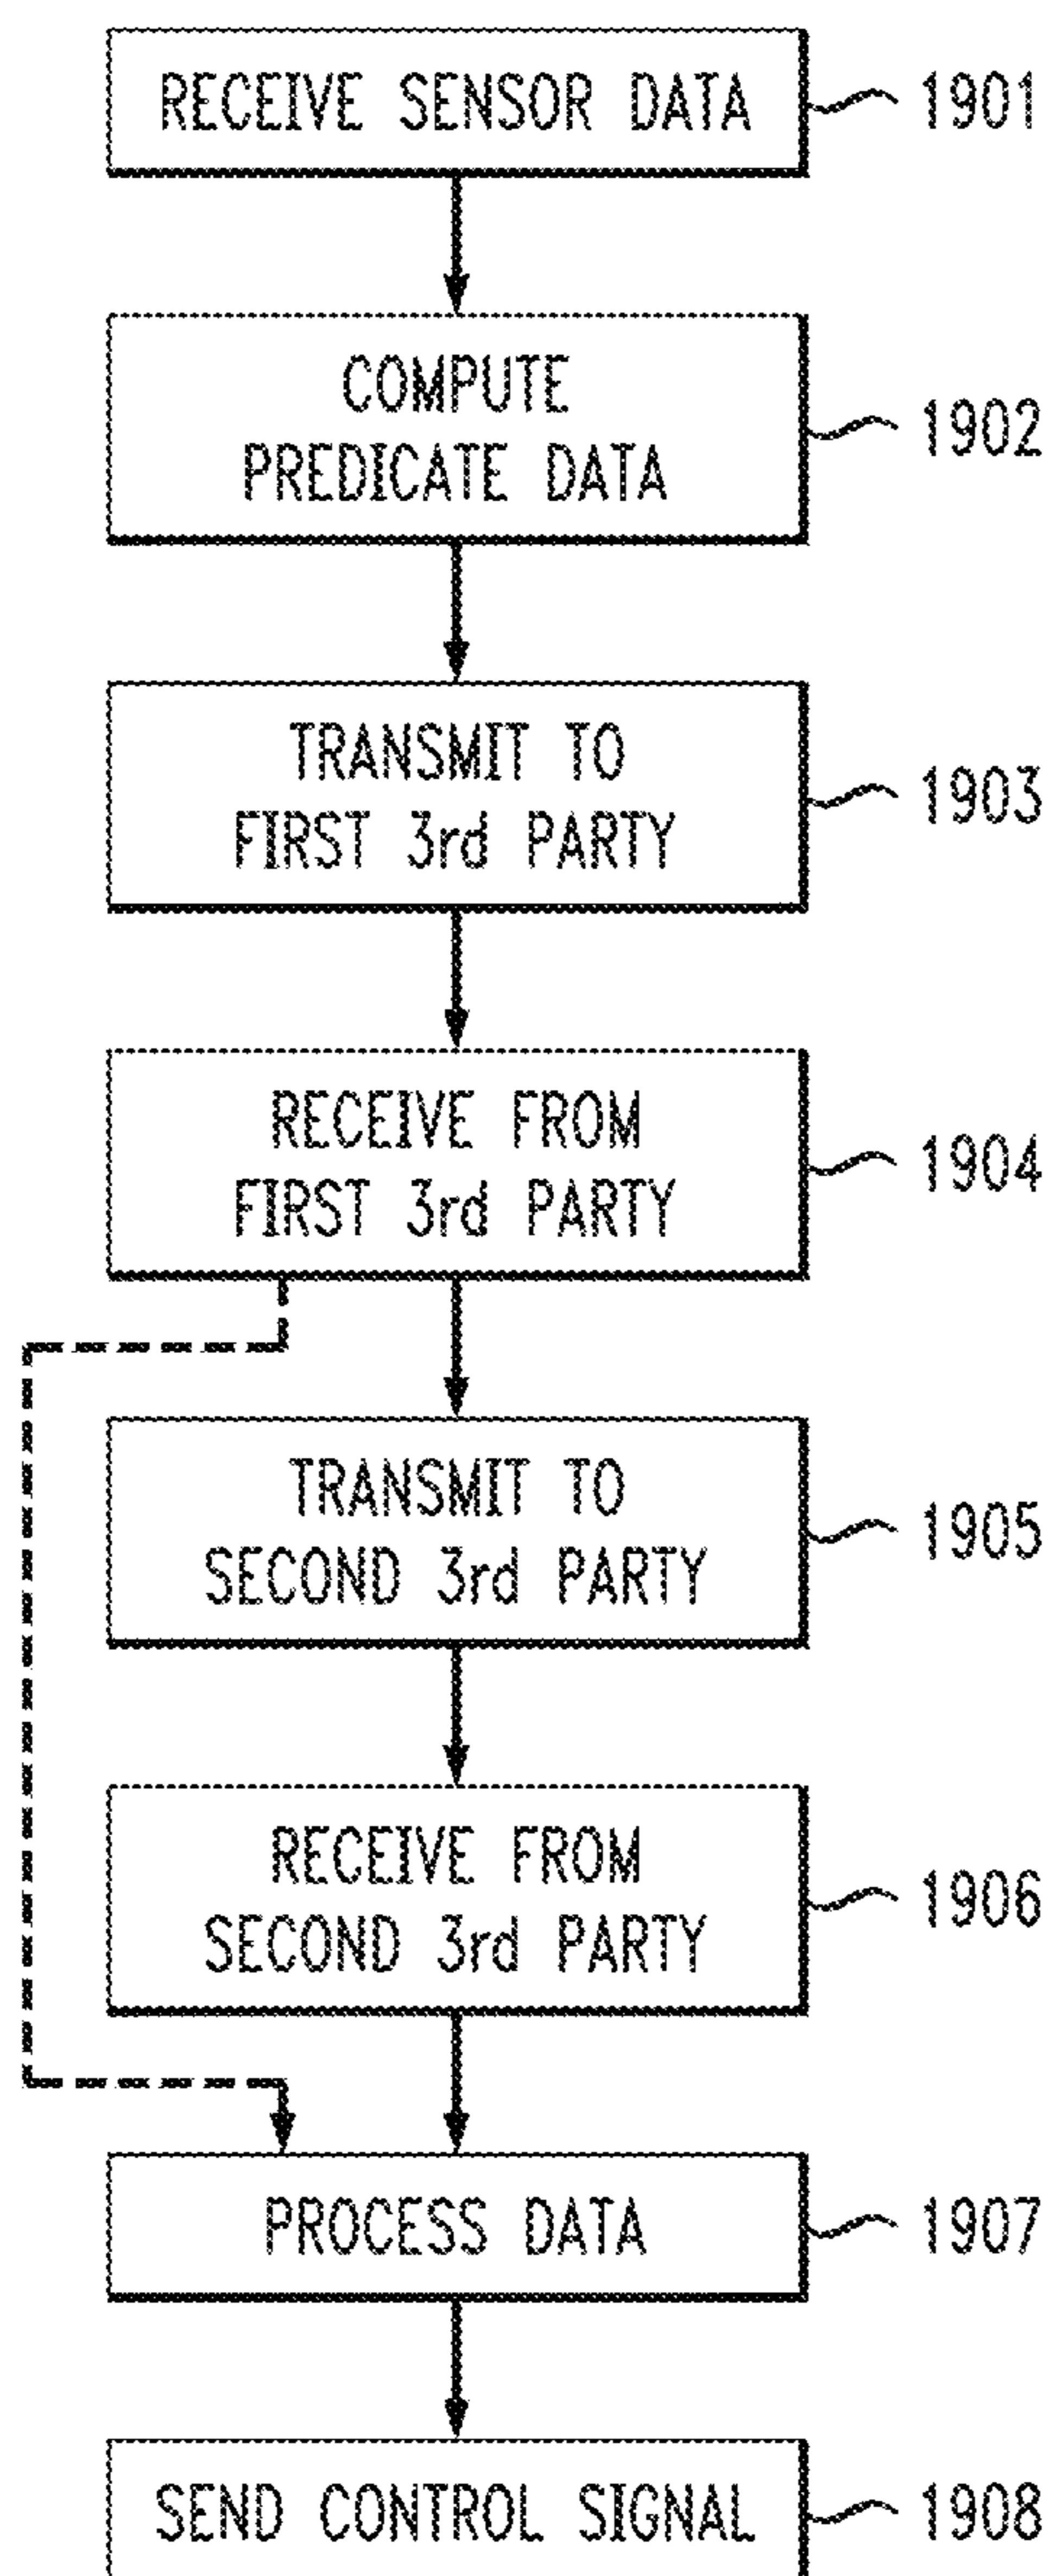 RECEIVE SENSOR DATA
1901
COMPUTE
PREDICATE DATA
1902
TRANSMIT TO
FIRST 3rd PARTY
1903
RECEIVE FROM
FIRST 3rd PARTY
1904
TRANSMIT TO
SECOND 3rd PARTY
1905
RECEIVE FROM
SECOND 3rd PARTY
1906
PROCESS DATA
1907
SEND CONTROL SIGNAL
1908